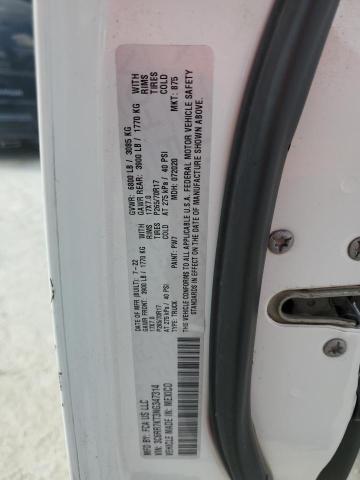 MFD BY: FCA US LLC
DATE OF MFR (BUILT): 7-22
GVWR: 6800 LB / 3085 KG
GAWR FRONT: 3900 LB / 1770 KG
GAWR REAR: 3900 LB / 1770 KG WITH
17X7.0
17X7.0 RIMS
P265/70R17
P265/70R17 TIRES
AT 275 kPa / 40 PSI
AT 275 kPa / 40 PSI COLD
MDH: 072020 MKT: 875
THIS VEHICLE CONFORMS TO ALL APPLICABLE U.S.A. FEDERAL MOTOR VEHICLE SAFETY
STANDARDS IN EFFECT ON THE DATE OF MANUFACTURE SHOWN ABOVE.
TYPE: TRUCK PAINT: PW7
VEHICLE MADE IN: MEXICO